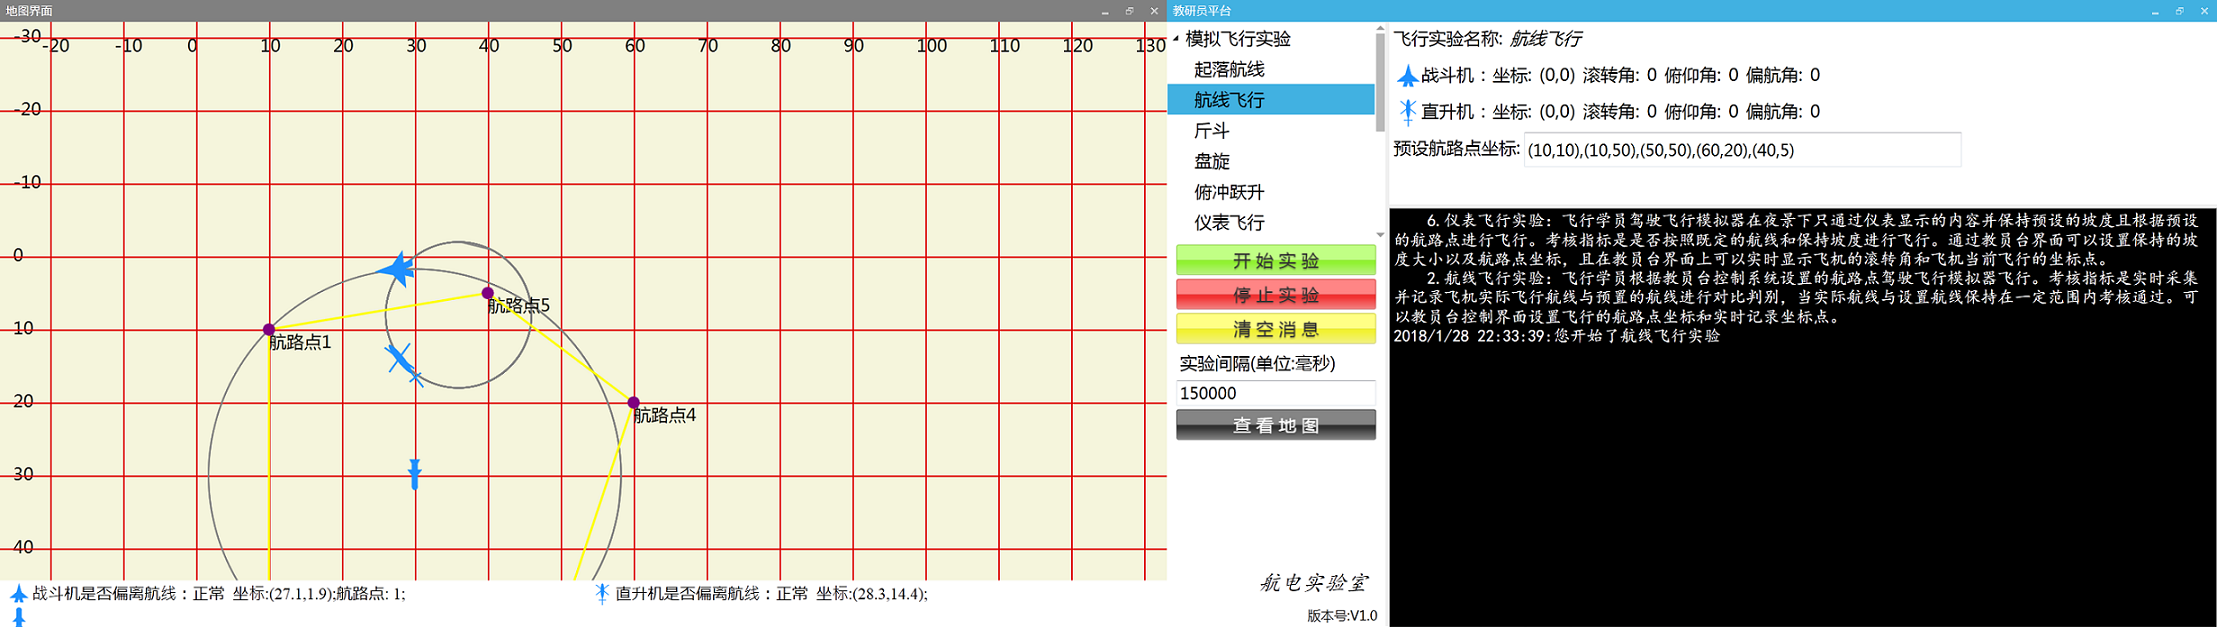 地图界面
-20 -10 0 10 20 30 40 50 60 70 80 90 100 110 120 130
-30
-20
-10
0
10
20
30
40
航路点5
航路点1
航路点4
战斗机是否偏离航线：正常 坐标:(27.1,1.9);航路点: 1;
直升机是否偏离航线：正常 坐标:(28.3,14.4);
教研员平台
模拟飞行实验
起落航线
航线飞行
斤斗
盘旋
俯冲跃升
仪表飞行
开始实验
停止实验
清空消息
实验间隔(单位:毫秒)
150000
查看地图
航电实验室
版本号:V1.0
飞行实验名称: 航线飞行
战斗机：坐标: (0,0) 滚转角: 0 俯仰角: 0 偏航角: 0
直升机：坐标: (0,0) 滚转角: 0 俯仰角: 0 偏航角: 0
预设航路点坐标: (10,10),(10,50),(50,50),(60,20),(40,5)
6.仪表飞行实验: 飞行学员驾驶飞行模拟器在夜景下只通过仪表显示的内容并保持预设的坡度且根据预设
的航路点进行飞行。考核指标是是否按照既定的航线和保持坡度进行飞行。通过教员台界面可以设置保持的坡
度大小以及航路点坐标, 且在教员台界面上可以实时显示飞机的滚转角和飞机当前飞行的坐标点。
2.航线飞行实验: 飞行学员根据教员台控制系统设置的航路点驾驶飞行模拟器飞行。考核指标是实时采集
并记录飞机实际飞行航线与预置的航线进行对比判别, 当实际航线与设置航线保持在一定范围内考核通过。可
以教员台控制界面设置飞行的航路点坐标和实时记录坐标点。
2018/1/28 22:33:39:您开始了航线飞行实验